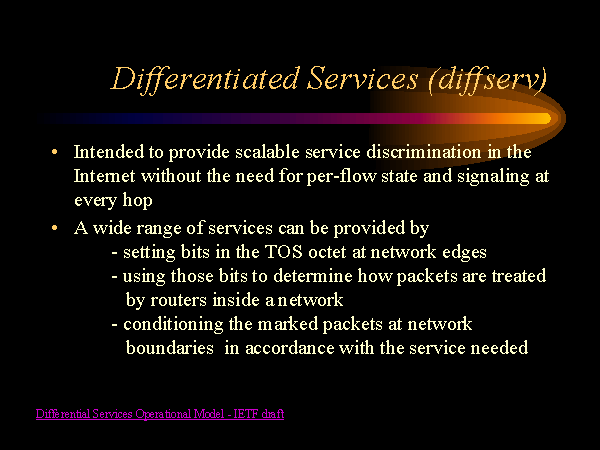 Differentiated Services (diffserv)
• Intended to provide scalable service discrimination in the
Internet without the need for per-flow state and signaling at
every hop
• A wide range of services can be provided by
- setting bits in the TOS octet at network edges
- using those bits to determine how packets are treated
by routers inside a network
- conditioning the marked packets at network
boundaries in accordance with the service needed
Differential Services Operational Model - IETF draft